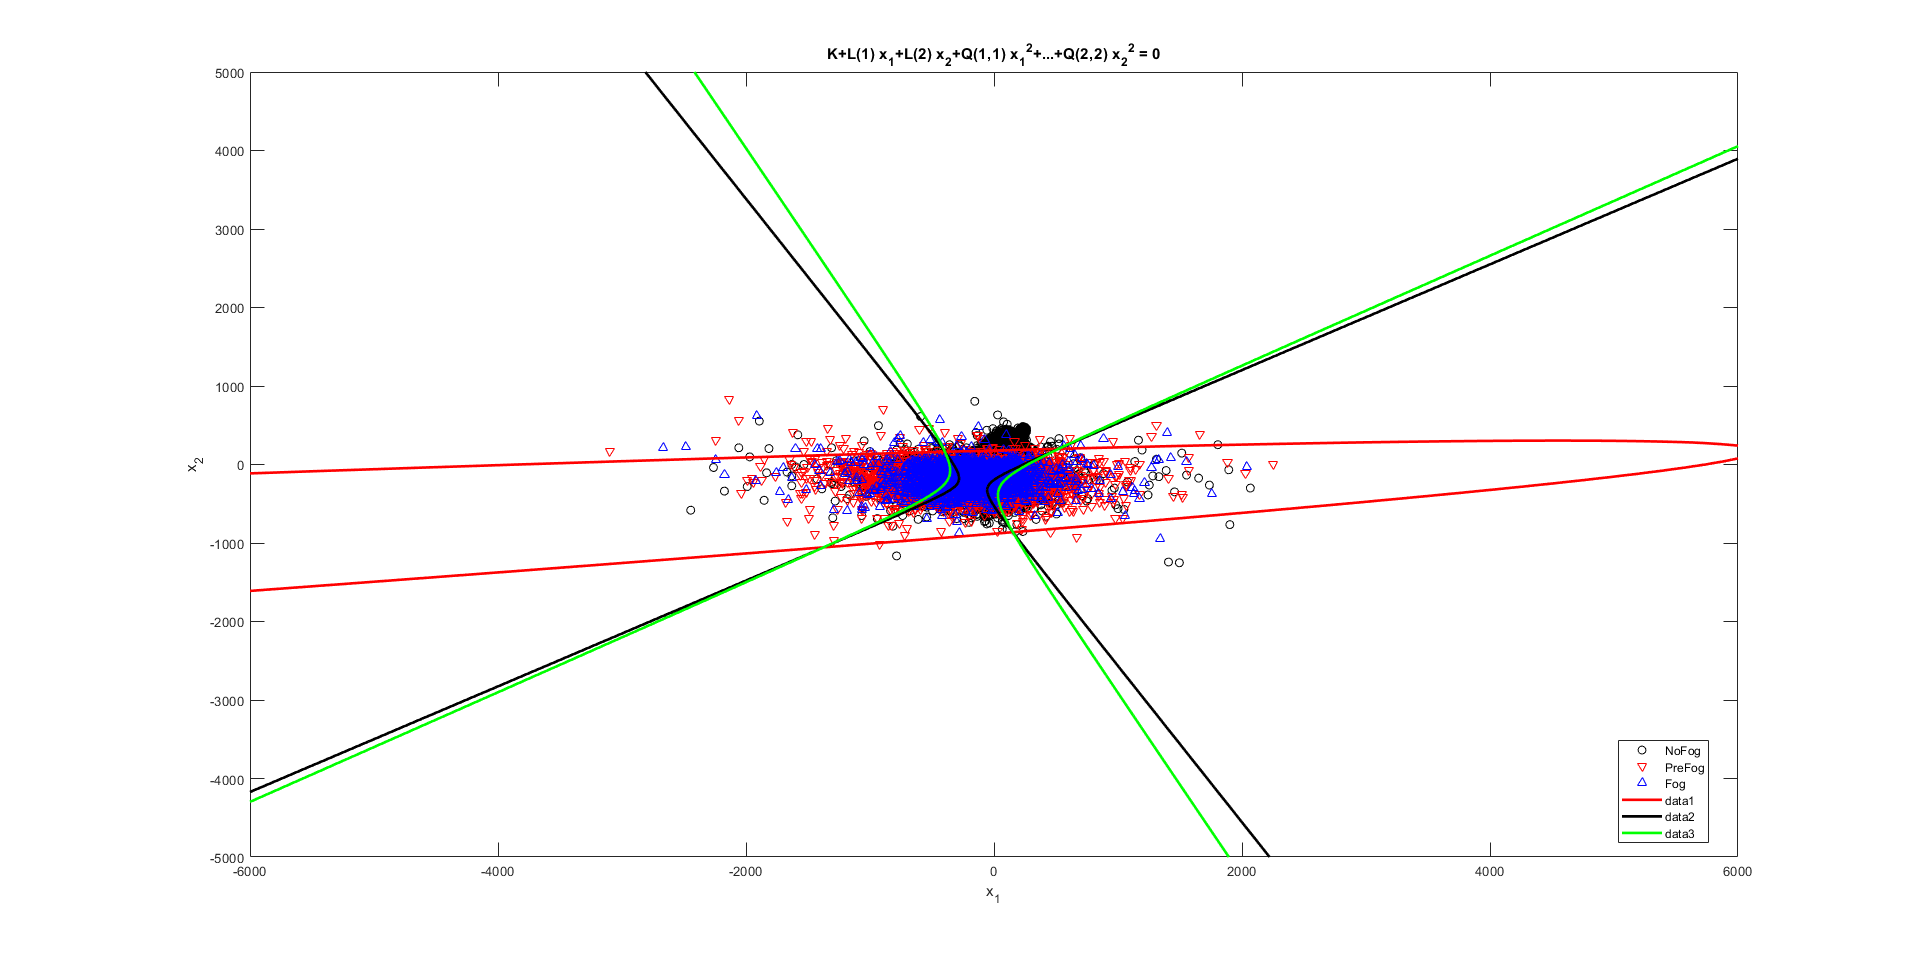 K+L(1) x1+L(2) x2+Q(1,1) x1^2+...+Q(2,2) x2^2 = 0
5000
4000
3000
2000
1000
0
-1000
-2000
-3000
-4000
-5000
x2
-6000 -4000 -2000 0 2000 4000 6000
x1
NoFog
PreFog
Fog
data1
data2
data3